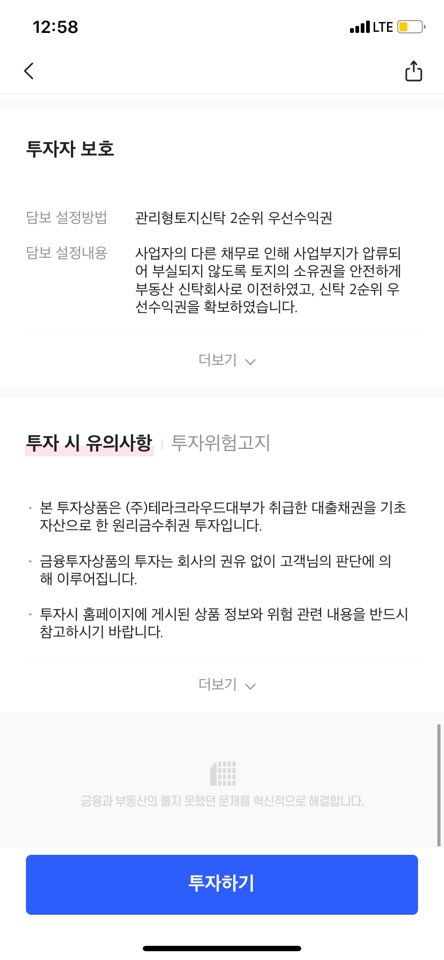 12:58
LTE
투자자 보호
담보 설정방법
관리형토지신탁 2순위 우선수익권
담보 설정내용
사업자의 다른 채무로 인해 사업부지가 압류되
어 부실되지 않도록 토지의 소유권을 안전하게
부동산 신탁회사로 이전하였고, 신탁 2순위 우
선수익권을 확보하였습니다.
더보기
투자 시 유의사항 | 투자위험고지
· 본 투자상품은 (주)테라크라우드대부가 취급한 대출채권을 기초
자산으로 한 원리금수취권 투자입니다.
· 금융투자상품의 투자는 회사의 권유 없이 고객님의 판단에 의
해 이루어집니다.
· 투자시 홈페이지에 게시된 상품 정보와 위험 관련 내용을 반드시
참고하시기 바랍니다.
더보기
금융과 부동산의 풀지 못했던 문제를 혁신적으로 해결합니다.
투자하기